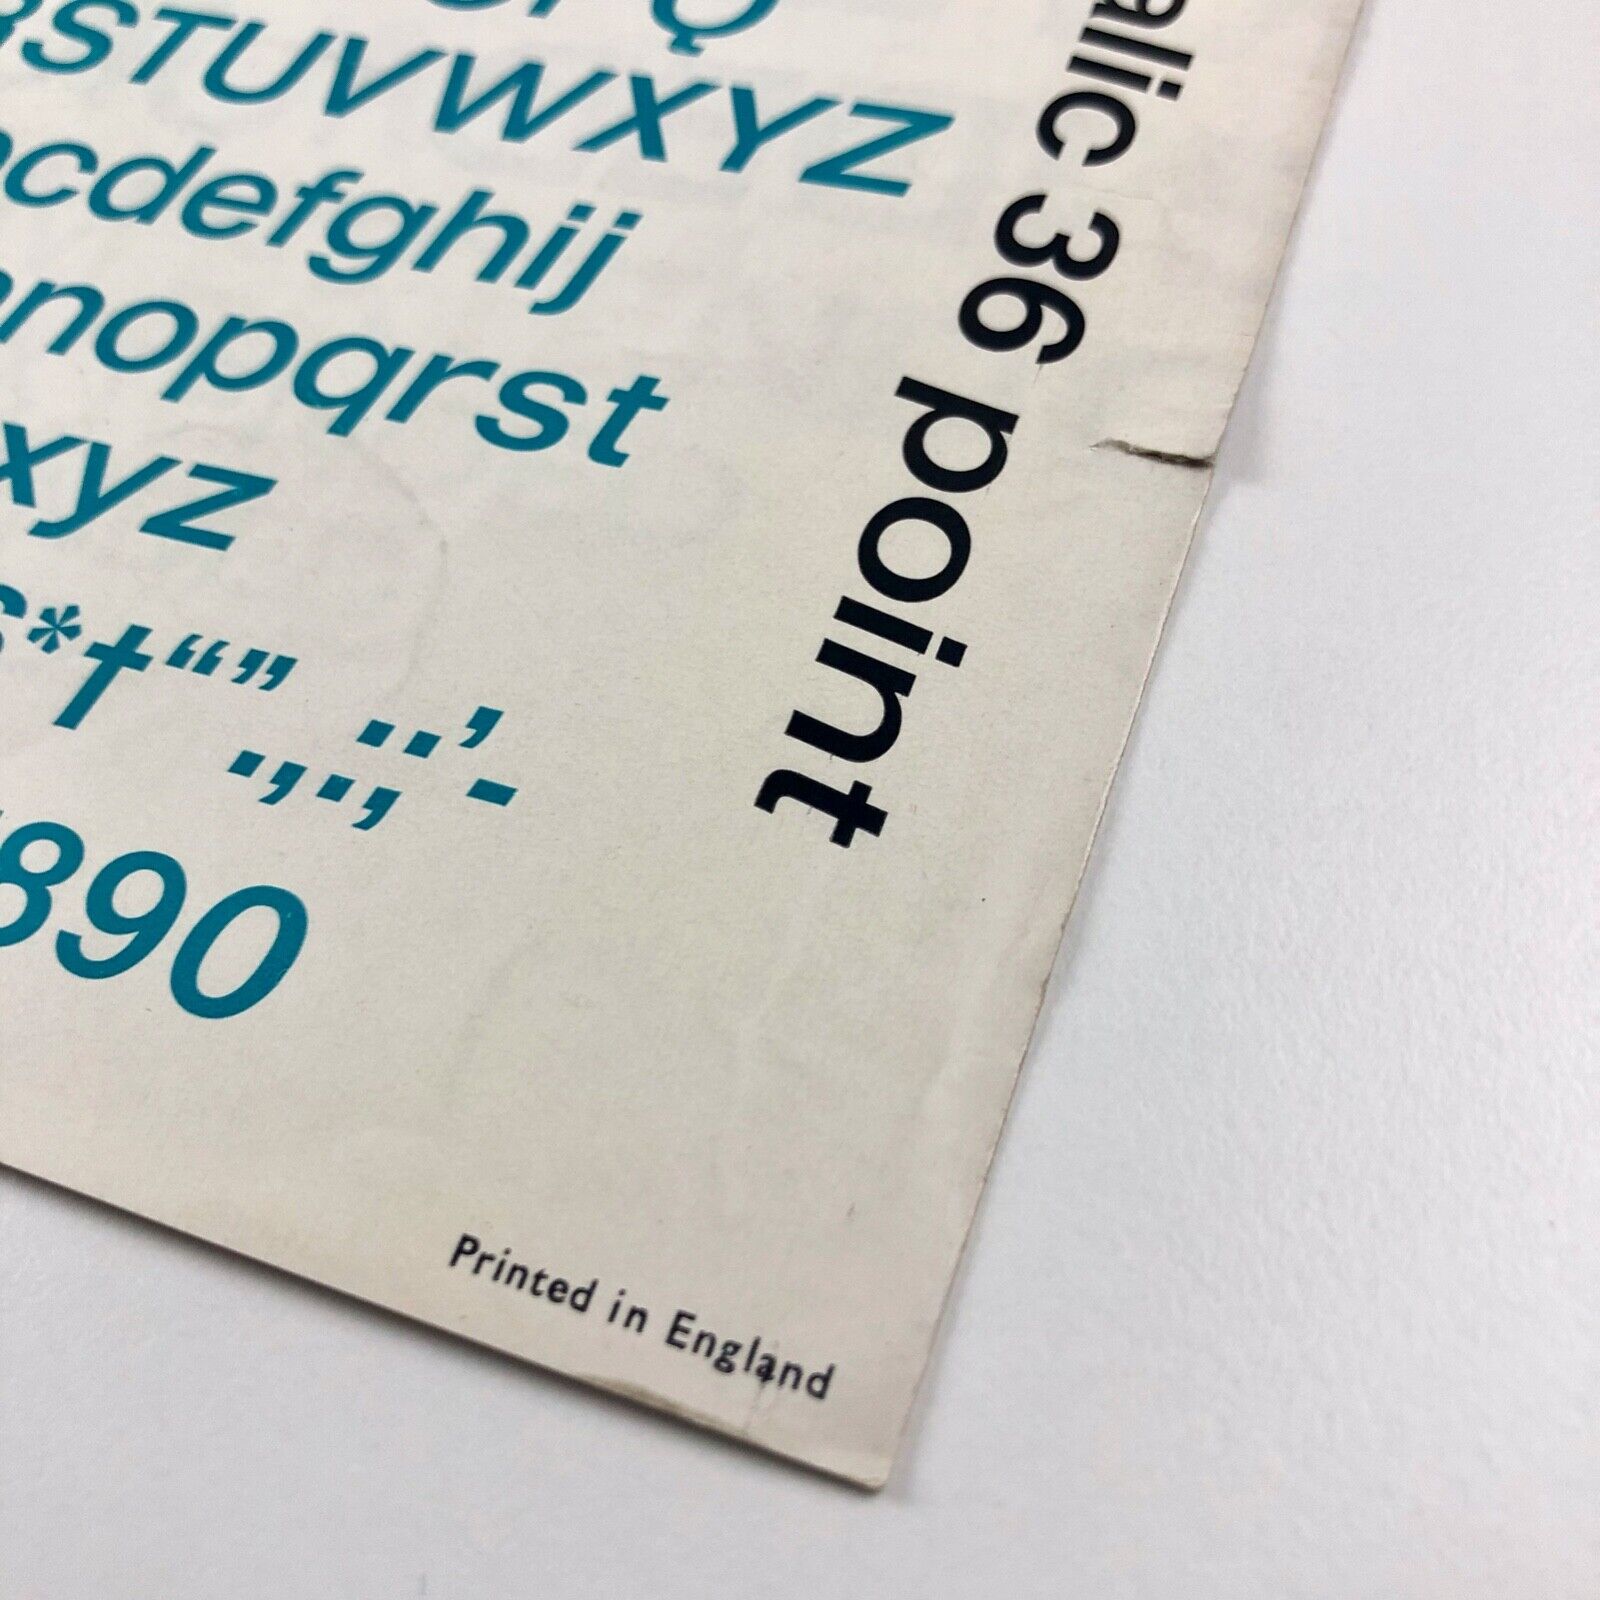 Q
STUVWXYZ
cdefghij
nopqrst
xyz
*†“” .,:;'-
890
alic 36 point
Printed in England